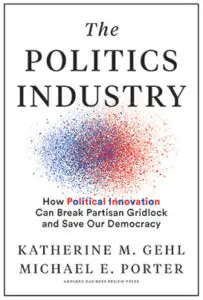 The
POLITICS
INDUSTRY
How Political Innovation
Can Break Partisan Gridlock
and Save Our Democracy
KATHERINE M. GEHL
MICHAEL E. PORTER
HARVARD BUSINESS REVIEW PRESS